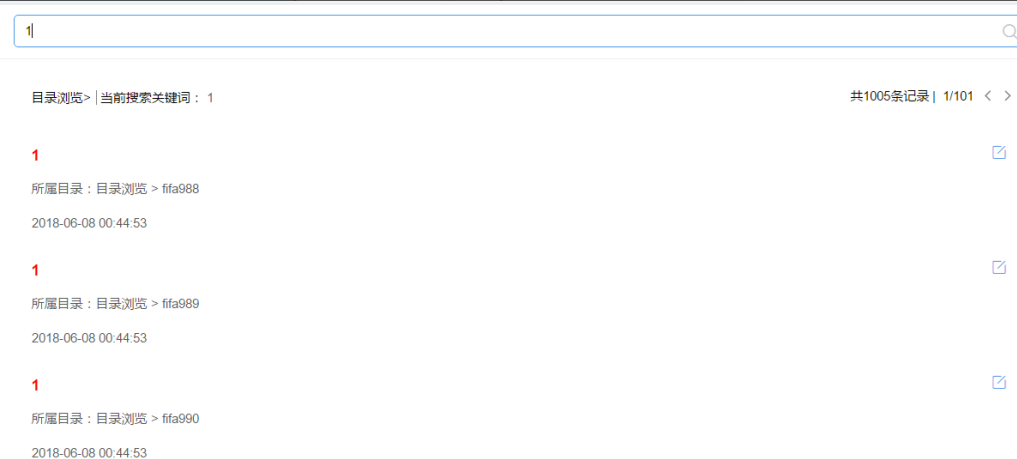 1
目录浏览> |当前搜索关键词： 1
共1005条记录 | 1/101 < >
1
所属目录：目录浏览 > fifa988
2018-06-08 00:44:53
1
所属目录：目录浏览 > fifa989
2018-06-08 00:44:53
1
所属目录：目录浏览 > fifa990
2018-06-08 00:44:53